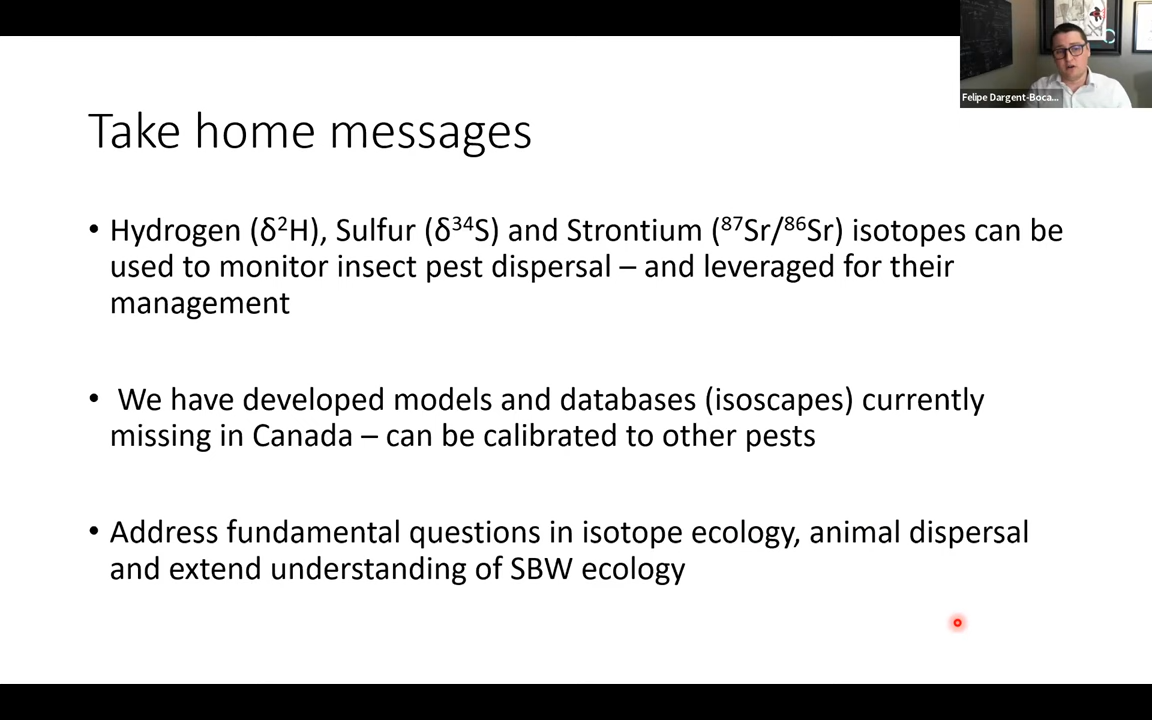 Felipe Dargent-Boca...
Take home messages
• Hydrogen (δ²H), Sulfur (δ³⁴S) and Strontium (⁸⁷Sr/⁸⁶Sr) isotopes can be
used to monitor insect pest dispersal – and leveraged for their
management
• We have developed models and databases (isoscapes) currently
missing in Canada – can be calibrated to other pests
• Address fundamental questions in isotope ecology, animal dispersal
and extend understanding of SBW ecology